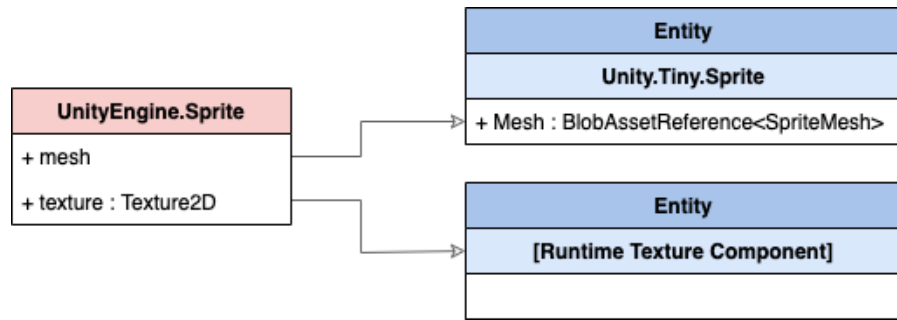 UnityEngine.Sprite
+ mesh
+ texture : Texture2D
Entity
Unity.Tiny.Sprite
+ Mesh : BlobAssetReference<SpriteMesh>
Entity
[Runtime Texture Component]